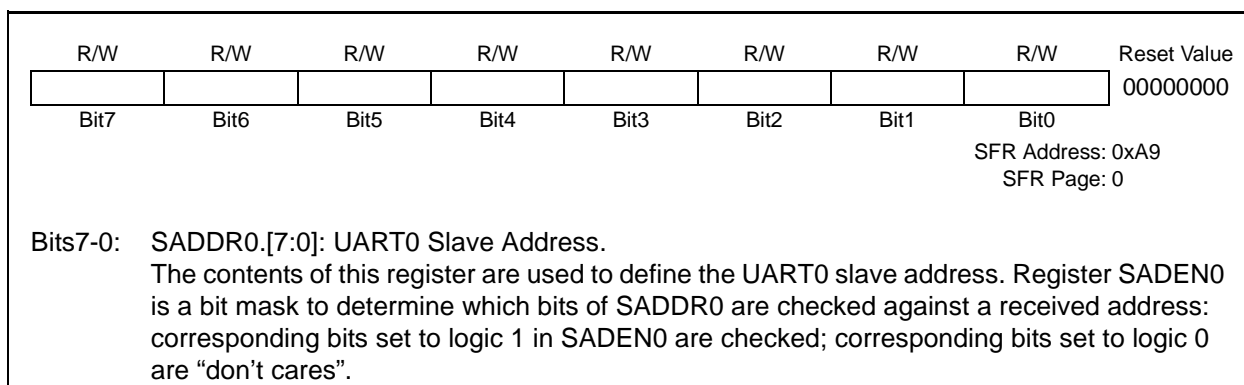 R/W R/W R/W R/W R/W R/W R/W R/W Reset Value
00000000
Bit7 Bit6 Bit5 Bit4 Bit3 Bit2 Bit1 Bit0
SFR Address: 0xA9
SFR Page: 0
Bits7-0: SADDR0.[7:0]: UART0 Slave Address.
The contents of this register are used to define the UART0 slave address. Register SADEN0
is a bit mask to determine which bits of SADDR0 are checked against a received address:
corresponding bits set to logic 1 in SADEN0 are checked; corresponding bits set to logic 0
are “don’t cares”.